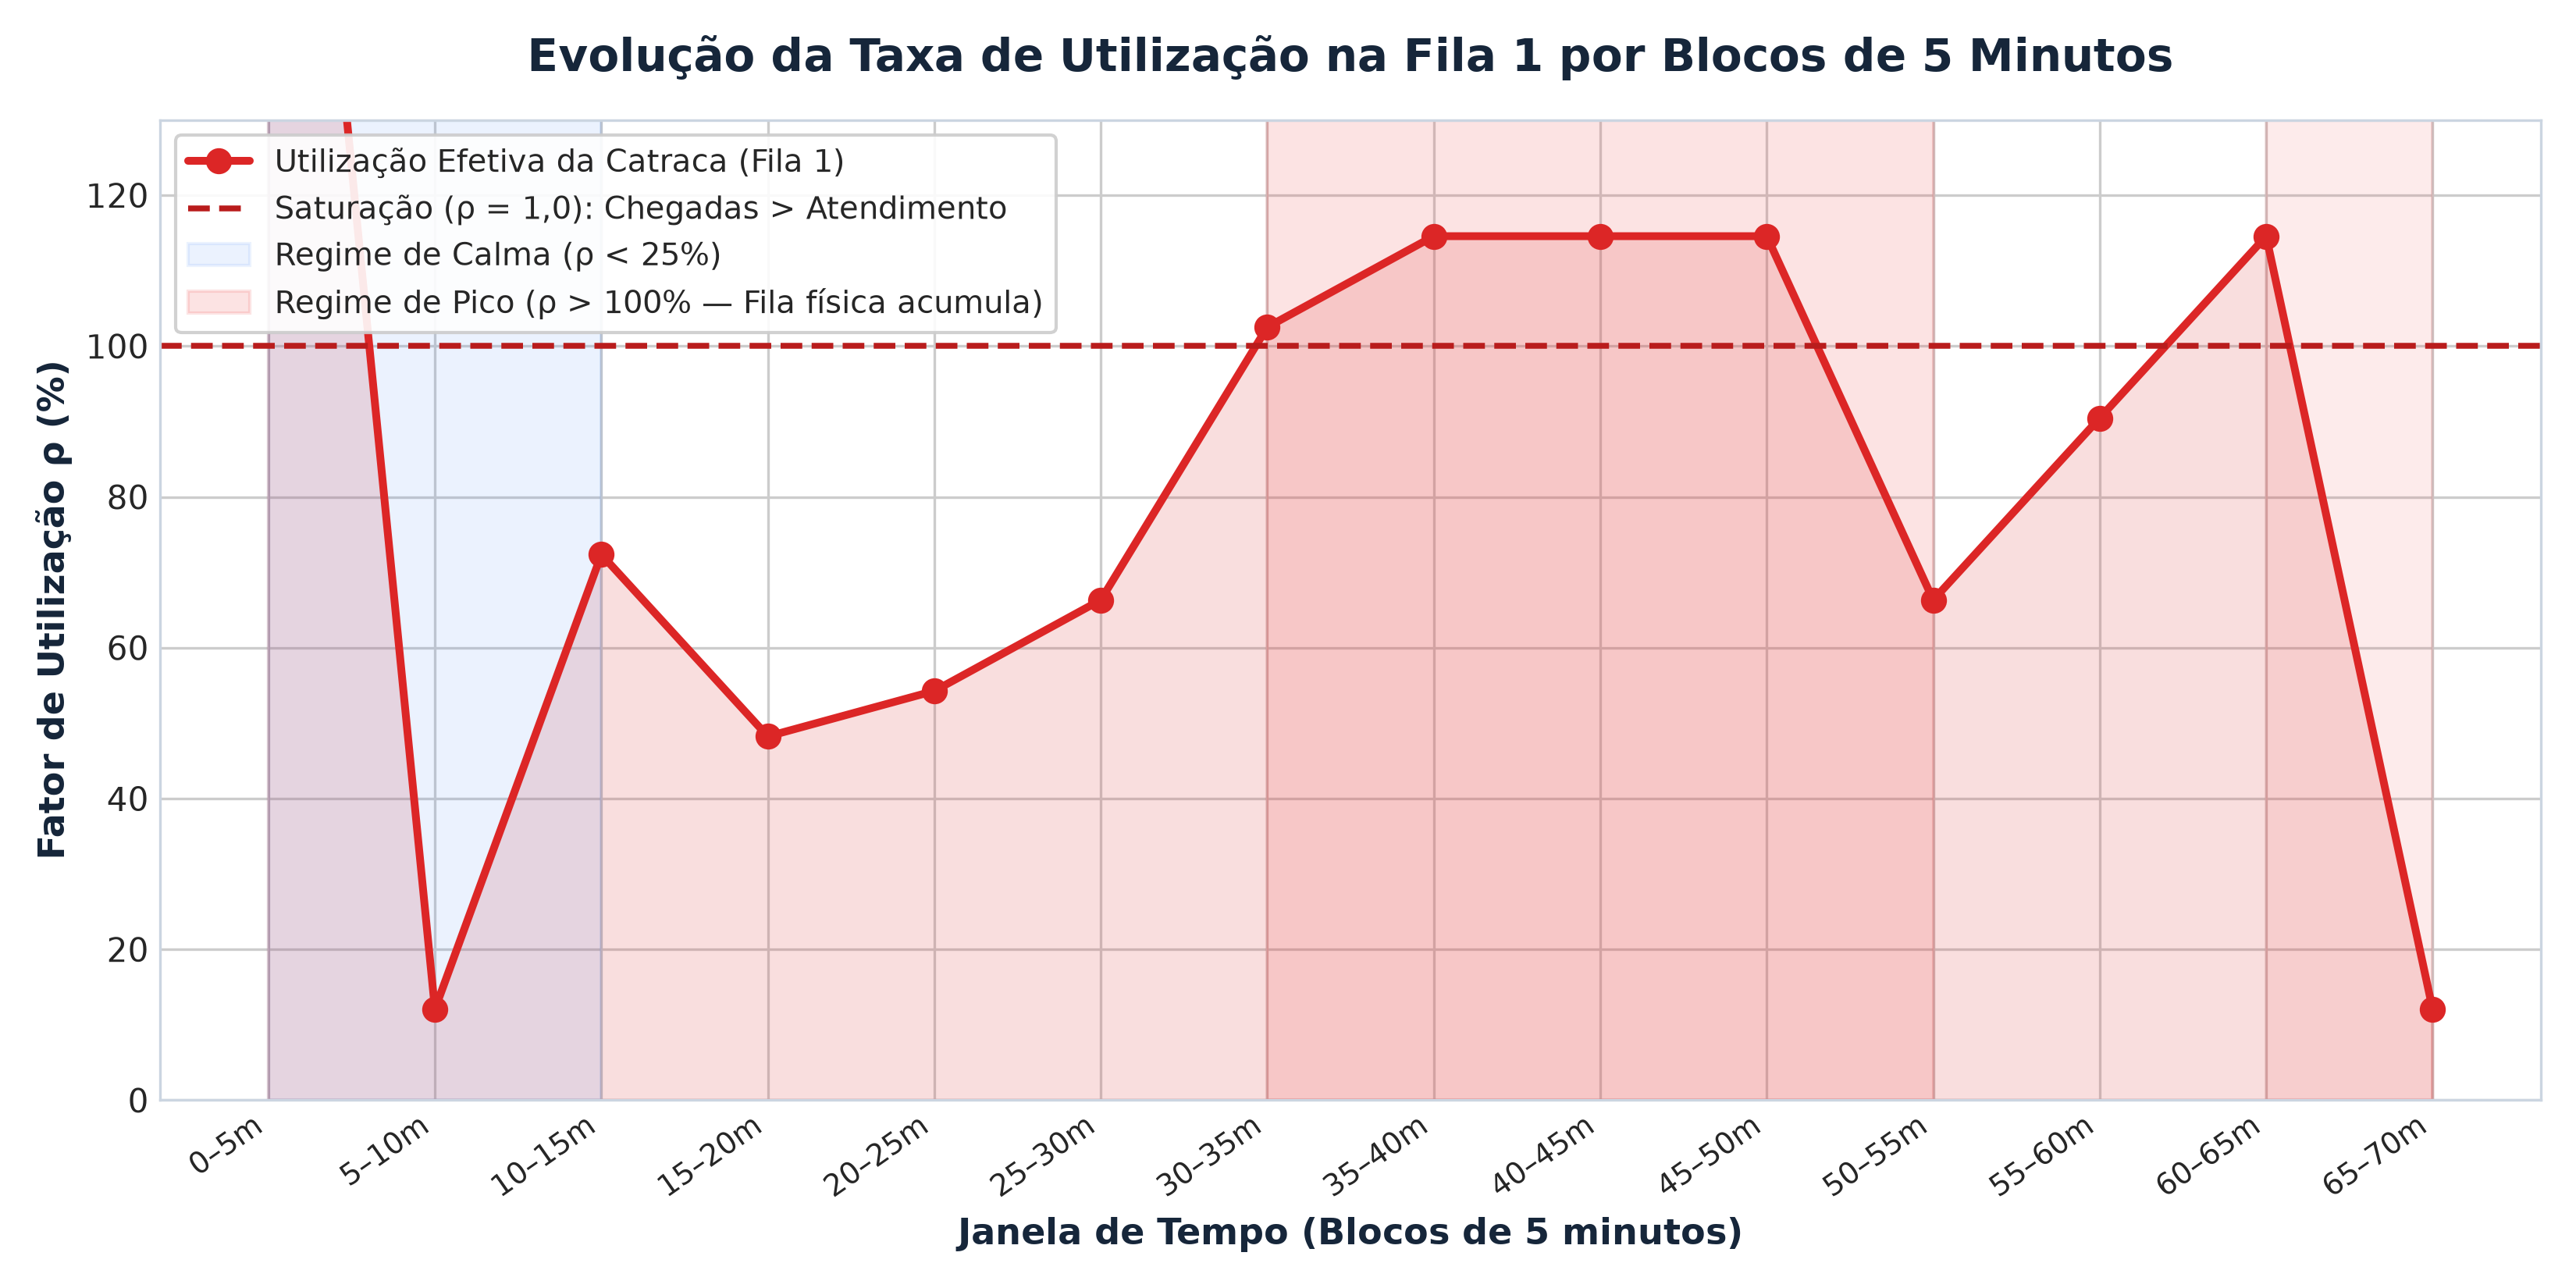 Evolução da Taxa de Utilização na Fila 1 por Blocos de 5 Minutos
Utilização Efetiva da Catraca (Fila 1)
Saturação (ρ = 1,0): Chegadas > Atendimento
Regime de Calma (ρ < 25%)
Regime de Pico (ρ > 100% — Fila física acumula)
Fator de Utilização ρ (%)
120
100
80
60
40
20
0
0–5m
5–10m
10–15m
15–20m
20–25m
25–30m
30–35m
35–40m
40–45m
45–50m
50–55m
55–60m
60–65m
65–70m
Janela de Tempo (Blocos de 5 minutos)